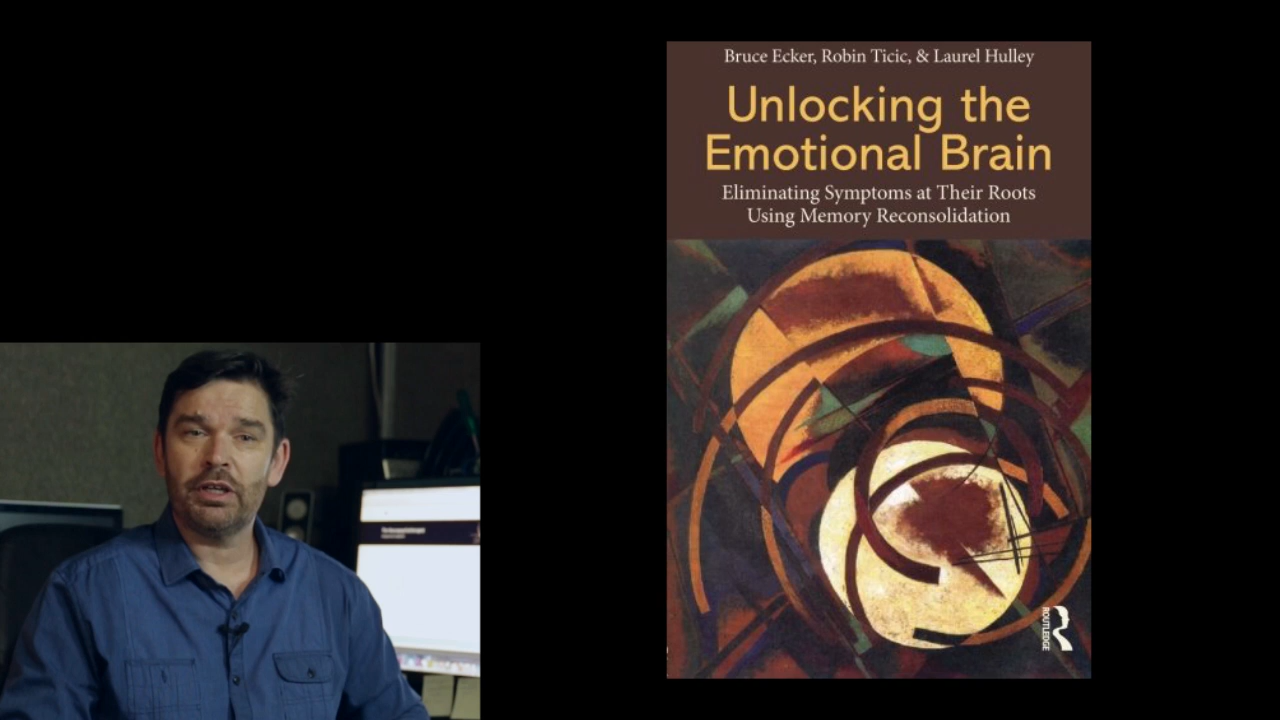 Bruce Ecker, Robin Ticic, & Laurel Hulley
Unlocking the
Emotional Brain
Eliminating Symptoms at Their Roots
Using Memory Reconsolidation
ROUTLEDGE